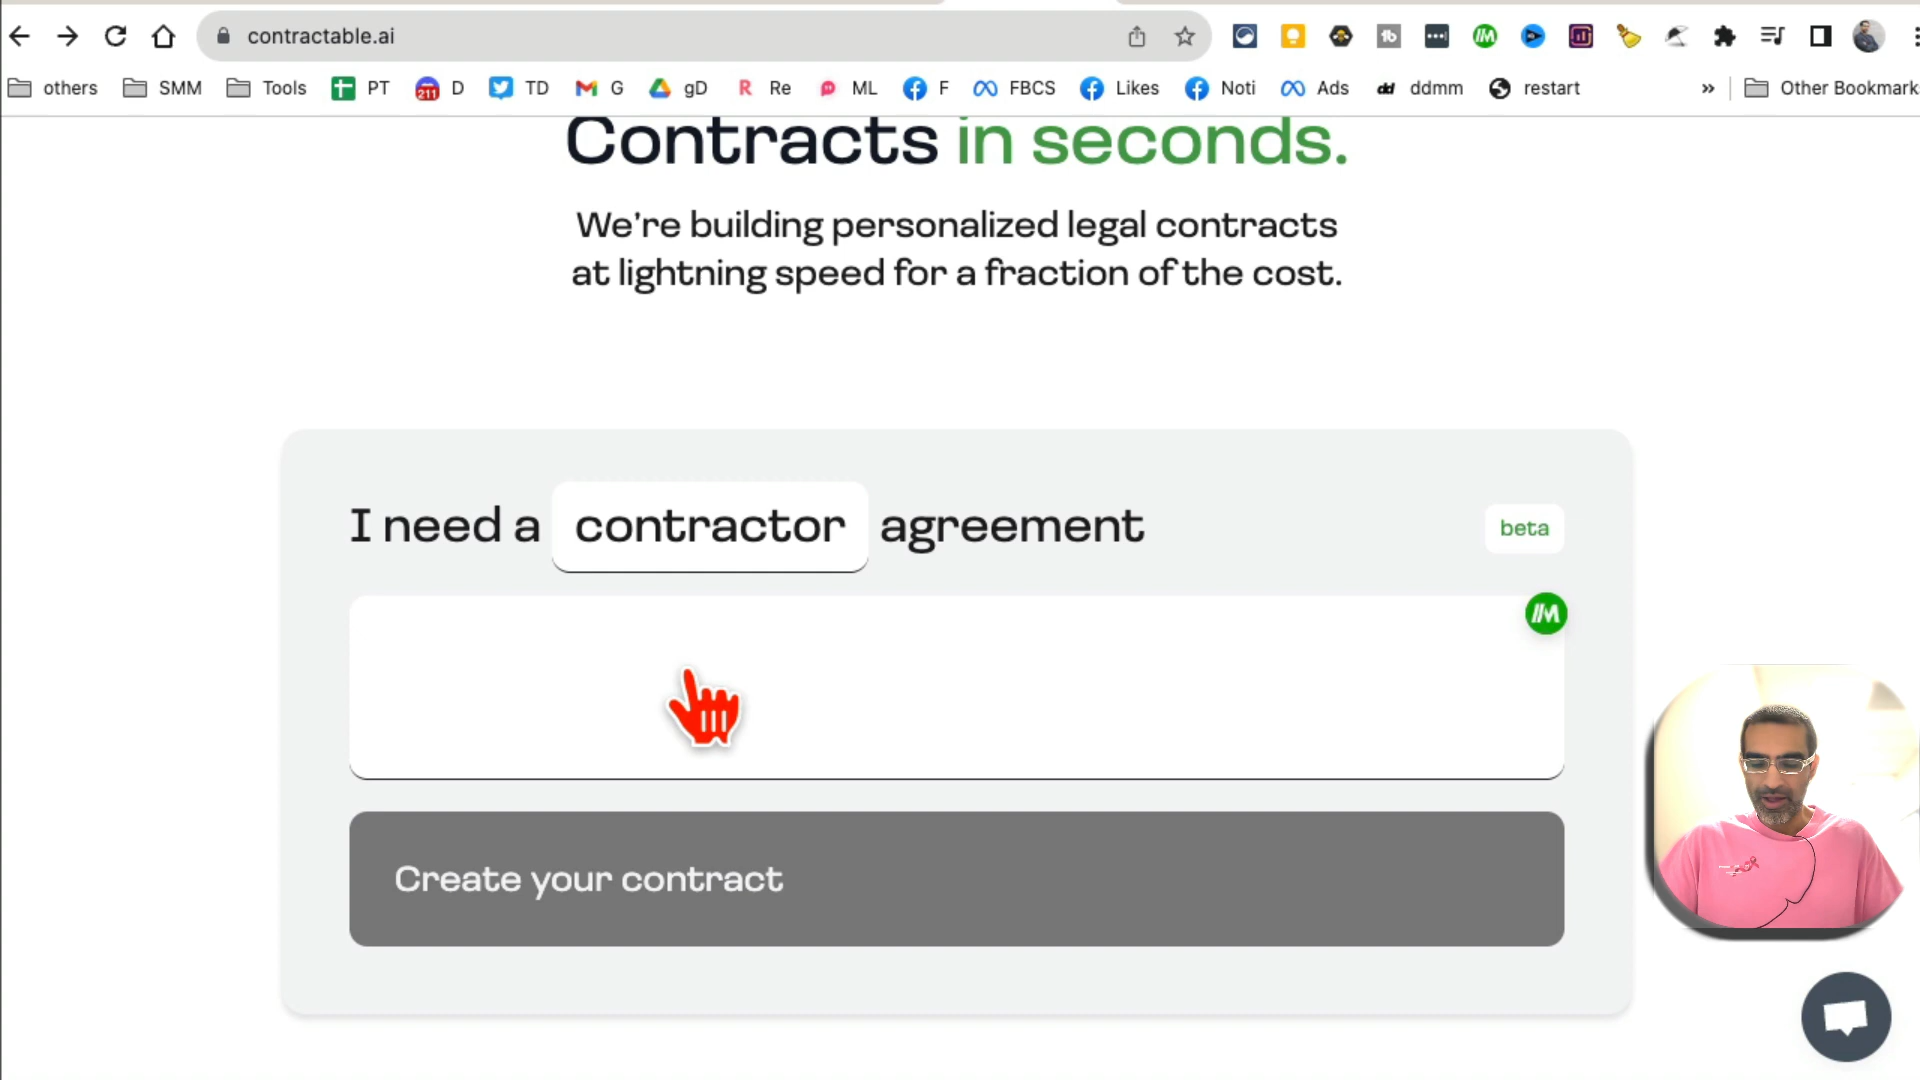 contractable.ai
others SMM Tools PT 211 D TD G gD R Re ML F FBCS Likes Noti Ads dd ddmm restart » Other Bookmark
Contracts in seconds.
We're building personalized legal contracts
at lightning speed for a fraction of the cost.
I need a contractor agreement
beta
Create your contract